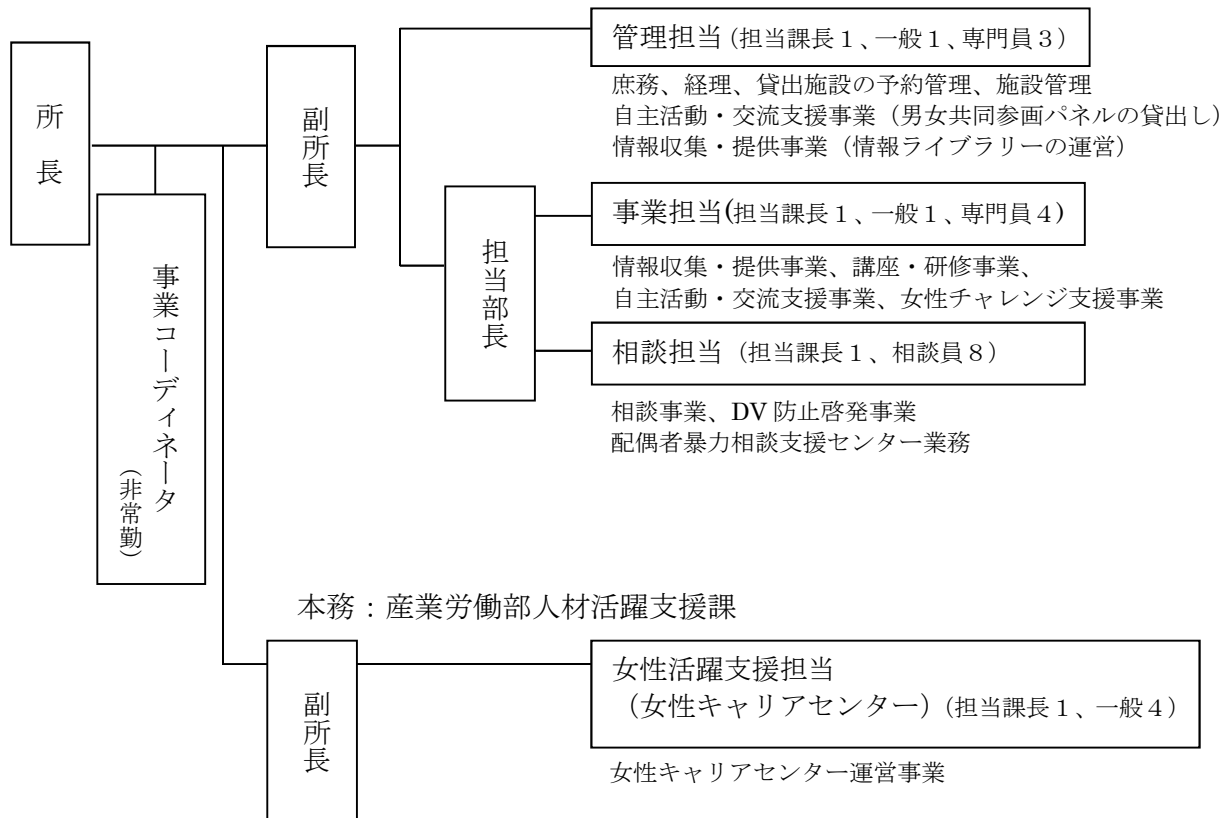 所長
事業コーディネータ
(非常勤)
副所長
管理担当(担当課長1、一般1、専門員3)
庶務、経理、貸出施設の予約管理、施設管理
自主活動・交流支援事業(男女共同参画パネルの貸出し)
情報収集・提供事業(情報ライブラリーの運営)
担当部長
事業担当(担当課長1、一般1、専門員4)
情報収集・提供事業、講座・研修事業、
自主活動・交流支援事業、女性チャレンジ支援事業
相談担当(担当課長1、相談員8)
相談事業、DV防止啓発事業
配偶者暴力相談支援センター業務
本務:産業労働部人材活躍支援課
副所長
女性活躍支援担当
(女性キャリアセンター)(担当課長1、一般4)
女性キャリアセンター運営事業